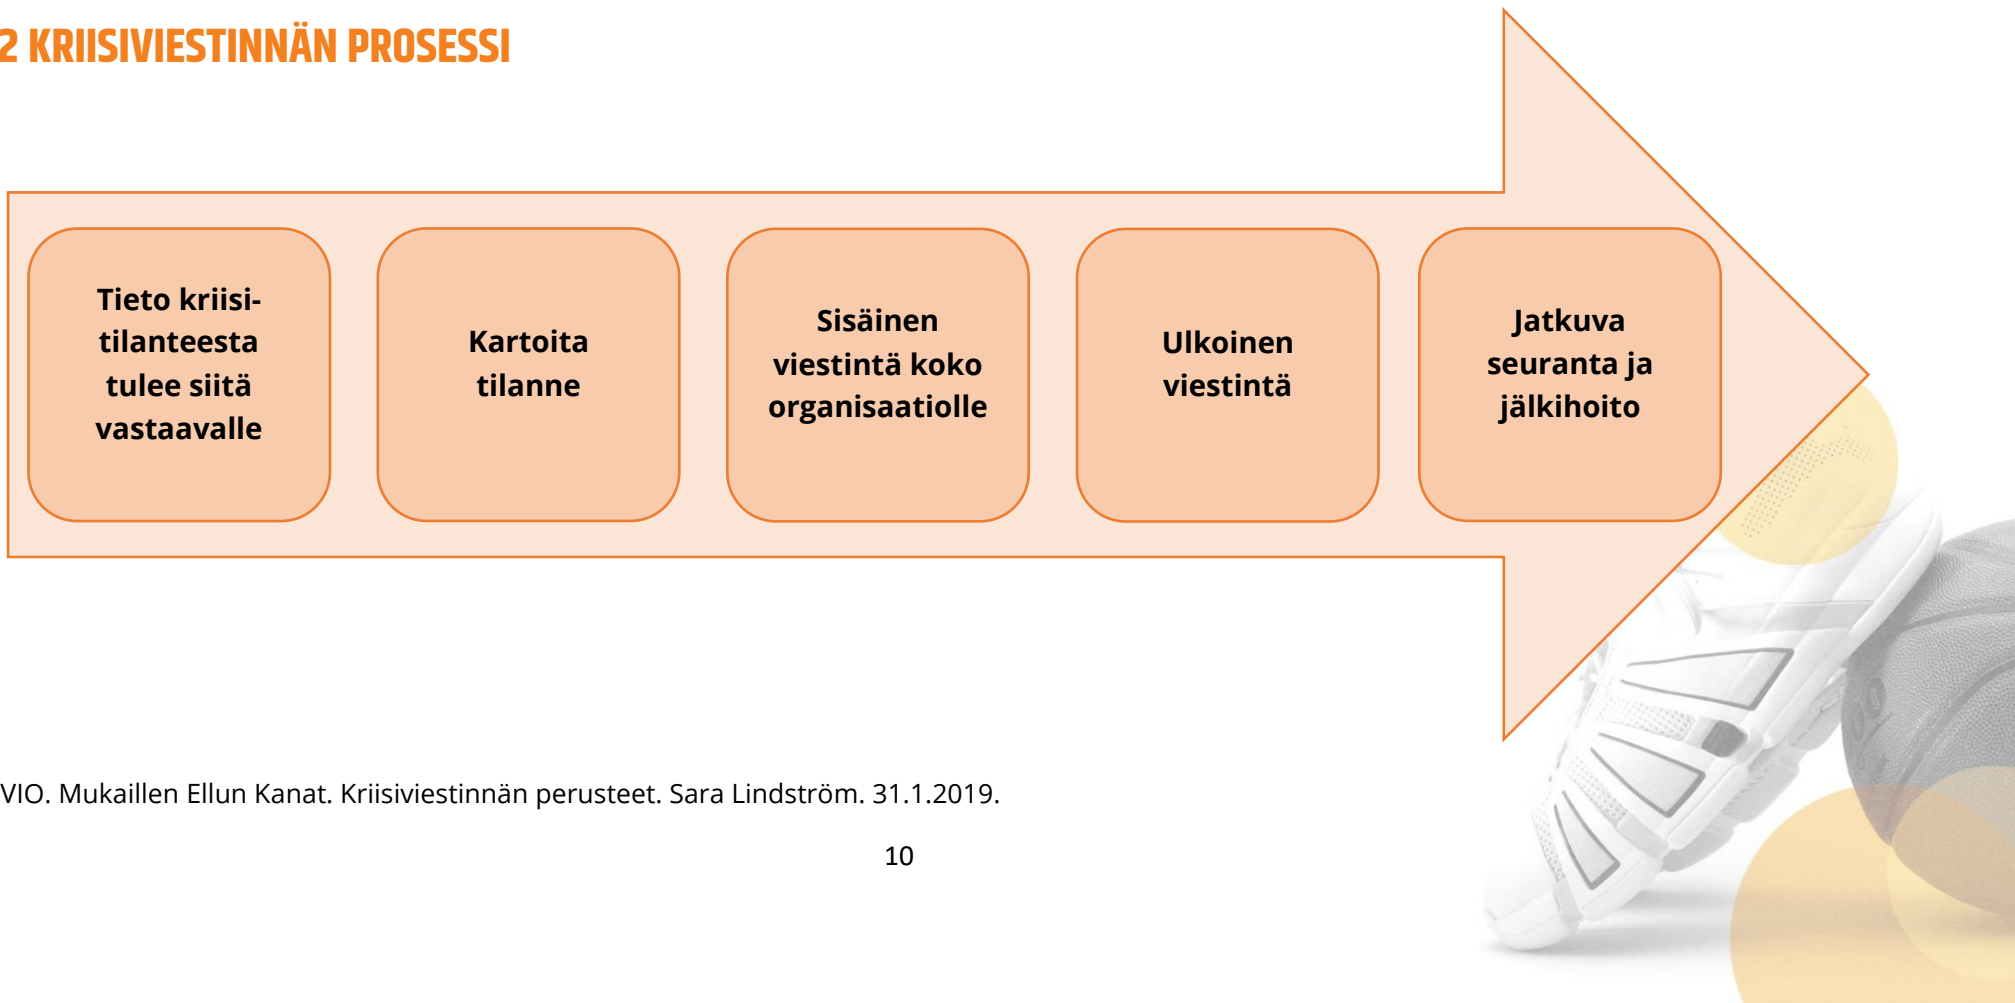 2 KRIISIVIESTINNÄN PROSESSI
Tieto kriisi-
tilanteesta
tulee siitä
vastaavalle
Kartoita
tilanne
Sisäinen
viestintä koko
organisaatiolle
Ulkoinen
viestintä
Jatkuva
seuranta ja
jälkihoito
VIO. Mukaillen Ellun Kanat. Kriisiviestinnän perusteet. Sara Lindström. 31.1.2019.
10